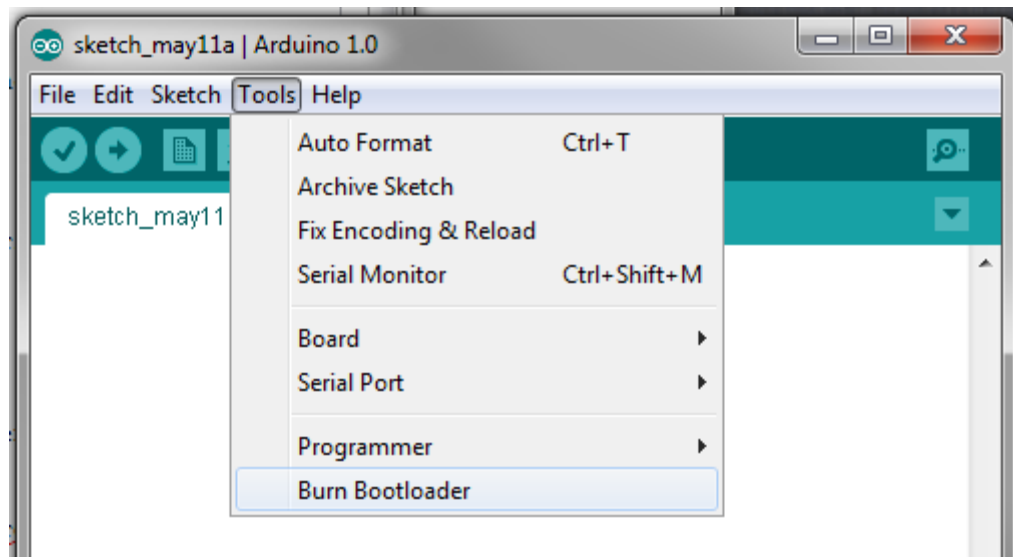 sketch_may11a | Arduino 1.0
File Edit Sketch Tools Help
Auto Format Ctrl+T
Archive Sketch
sketch_may11
Fix Encoding & Reload
Serial Monitor Ctrl+Shift+M
Board
Serial Port
Programmer
Burn Bootloader